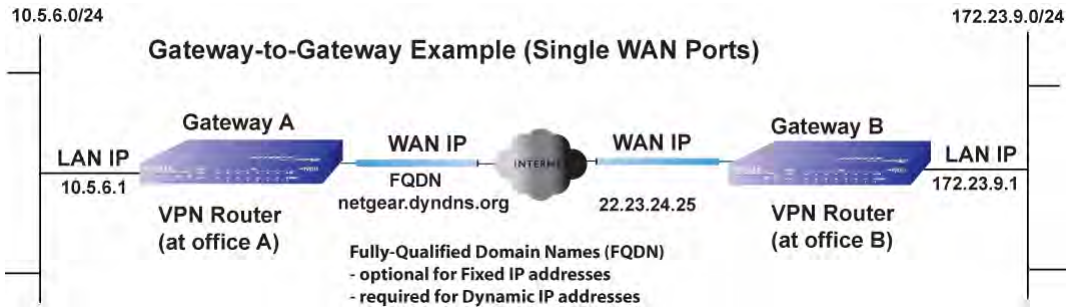 10.5.6.0/24
172.23.9.0/24
Gateway-to-Gateway Example (Single WAN Ports)
Gateway A
Gateway B
LAN IP
WAN IP
INTERNE
WAN IP
LAN IP
10.5.6.1
FQDN
172.23.9.1
netgear.dyndns.org
22.23.24.25
VPN Router
(at office A)
VPN Router
(at office B)
Fully-Qualified Domain Names (FQDN)
- optional for Fixed IP addresses
- required for Dynamic IP addresses